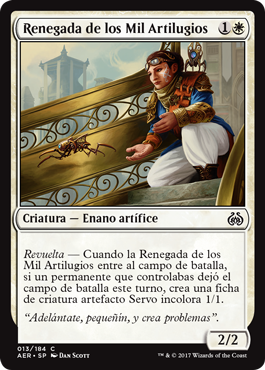 Renegada de los Mil Artilugios 1
Criatura — Enano artífice
Revuelta — Cuando la Renegada de los
Mil Artilugios entre al campo de batalla,
si un permanente que controlabas dejó el
campo de batalla este turno, crea una ficha
de criatura artefacto Servo incolora 1/1.
“Adelántate, pequeñín, y crea problemas”.
2/2
013/184 C
AER • SP Dan Scott
™ & © 2017 Wizards of the Coast